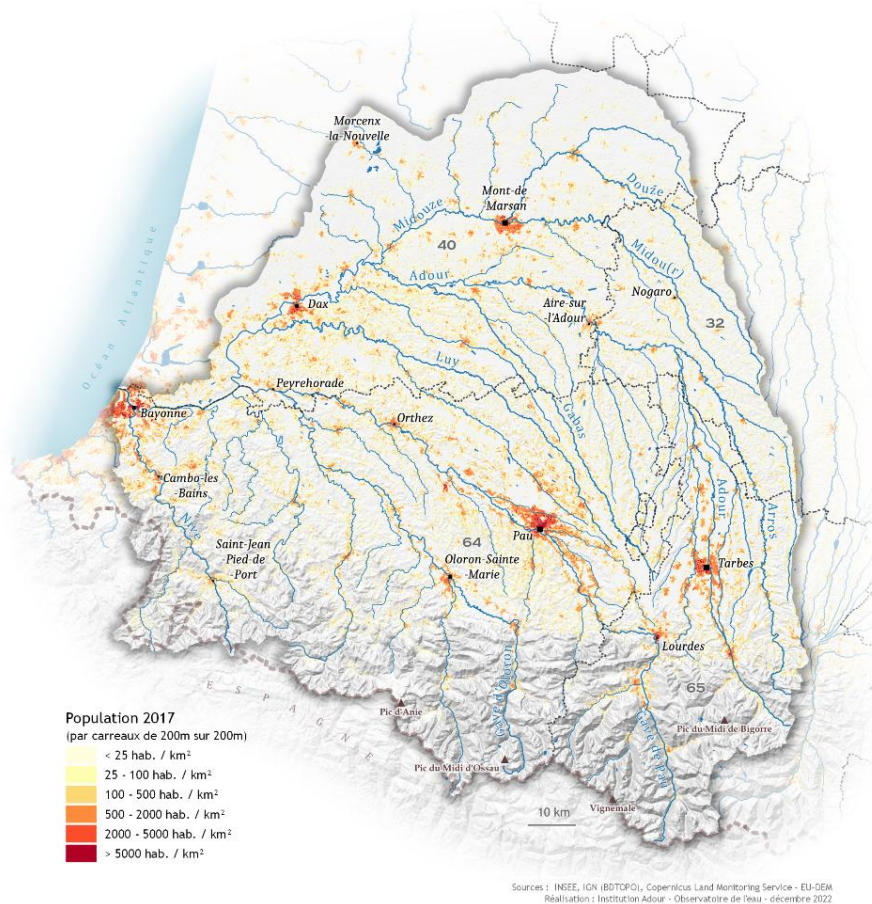 Morcenx
-la-Nouvelle
Mont-de
Marsan
Douze
Midouze
40
Midou(r)
Océan Atlantique
Adour
Nogaro
Dax
Aire-sur
l'Adour
32
Luy
Peyrehorade
Bayonne
Orthez
Gabas
Cambo-les
-Bains
Adour
Arros
Nive
64
Pau
Saint-Jean
Pied-de
-Port
Oloron-Sainte
-Marie
Tarbes
Lourdes
Gave d'Oloron
65
ESPAGNE
Pic d'Anie
Gave de Pau
Pic du Midi de Bigorre
Pic du Midi d'Ossau
Vignemale
10 km
Population 2017
(par carreaux de 200m sur 200m)
< 25 hab. / km²
25 - 100 hab. / km²
100 - 500 hab. / km²
500 - 2000 hab. / km²
2000 - 5000 hab. / km²
> 5000 hab. / km²
Sources : INSEE, IGN (BDTOPO), Copernicus Land Monitoring Service - EU-DEM
Réalisation : Institution Adour - Observatoire de l'eau - décembre 2022